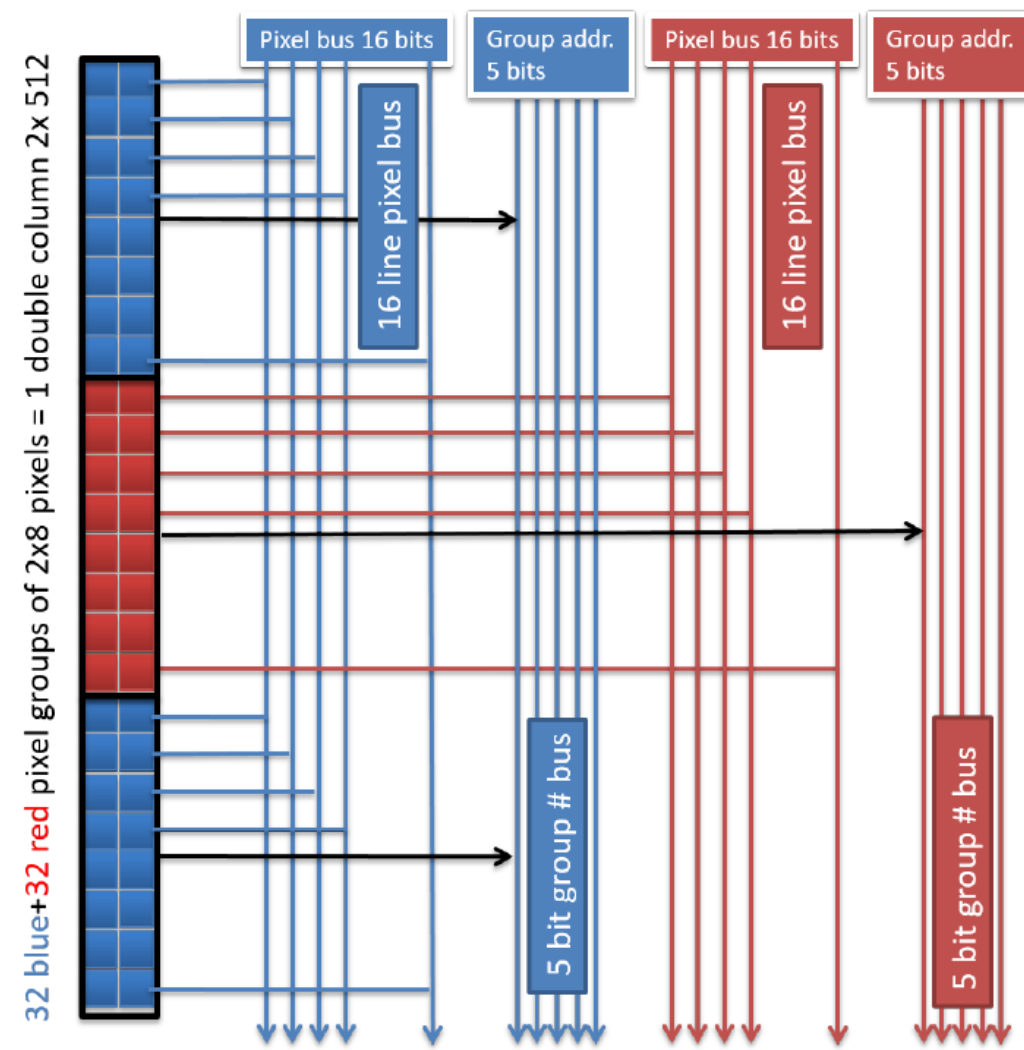 Pixel bus 16 bits
Group addr.
5 bits
Pixel bus 16 bits
Group addr.
5 bits
32 blue+32 red pixel groups of 2x8 pixels = 1 double column 2x 512
16 line pixel bus
16 line pixel bus
5 bit group # bus
5 bit group # bus